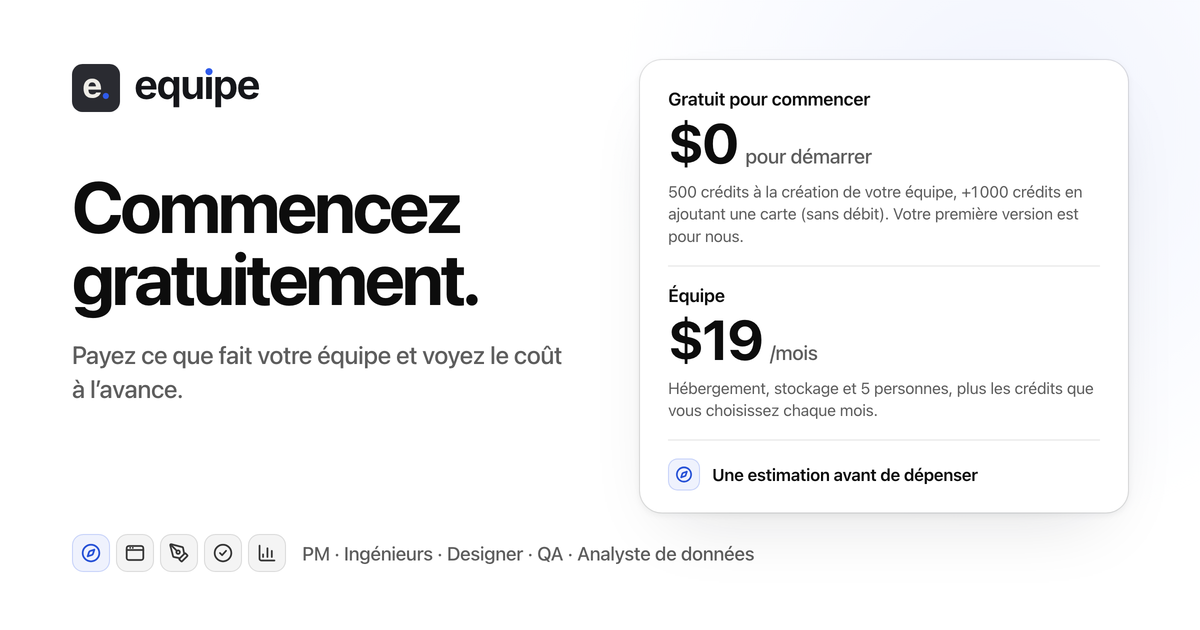 e.
equipe
Commencez
gratuitement.
Payez ce que fait votre équipe et voyez le coût
à l’avance.
Gratuit pour commencer
$0 pour démarrer
500 crédits à la création de votre équipe, +1000 crédits en
ajoutant une carte (sans débit). Votre première version est
pour nous.
Équipe
$19 /mois
Hébergement, stockage et 5 personnes, plus les crédits que
vous choisissez chaque mois.
Une estimation avant de dépenser
PM · Ingénieurs · Designer · QA · Analyste de données